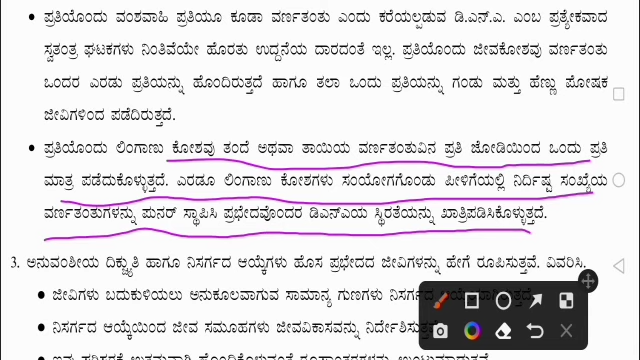 ಪ್ರತಿಯೊಂದು ವಂಶವಾಹಿ ಪ್ರತಿಯೂ ಕೂಡಾ ವರ್ಣತಂತು ಎಂದು ಕರೆಯಲ್ಪಡುವ ಡಿ.ಎನ್.ಎ. ಎಂಬ ಪ್ರತ್ಯೇಕವಾದ
ಸ್ವತಂತ್ರ ಘಟಕಗಳು ನಿಂತಿವೆಯೇ ಹೊರತು ಉದ್ದನೆಯ ದಾರದಂತೆ ಇಲ್ಲ. ಪ್ರತಿಯೊಂದು ಜೀವಕೋಶವು ವರ್ಣತಂತು
ಒಂದರ ಎರಡು ಪ್ರತಿಯನ್ನು ಹೊಂದಿರುತ್ತದೆ ಹಾಗೂ ತಲಾ ಒಂದು ಪ್ರತಿಯನ್ನು ಗಂಡು ಮತ್ತು ಹೆಣ್ಣು ಪೋಷಕ
ಜೀವಿಗಳಿಂದ ಪಡೆದಿರುತ್ತದೆ.
ಪ್ರತಿಯೊಂದು ಲಿಂಗಾಣು ಕೋಶವು ತಂದೆ ಅಥವಾ ತಾಯಿಯ ವರ್ಣತಂತುವಿನ ಪ್ರತಿ ಜೋಡಿಯಿಂದ ಒಂದು ಪ್ರತಿ
ಮಾತ್ರ ಪಡೆದುಕೊಳ್ಳುತ್ತದೆ. ಎರಡೂ ಲಿಂಗಾಣು ಕೋಶಗಳು ಸಂಯೋಗಗೊಂಡು ಪೀಳಿಗೆಯಲ್ಲಿ ನಿರ್ದಿಷ್ಟ ಸಂಖ್ಯೆಯ
ವರ್ಣತಂತುಗಳನ್ನು ಪುನರ್ ಸ್ಥಾಪಿಸಿ ಪ್ರಭೇದವೊಂದರ ಡಿಎನ್ಎಯ ಸ್ಥಿರತೆಯನ್ನು ಖಾತ್ರಿಪಡಿಸಿಕೊಳ್ಳುತ್ತದೆ.
3. ಅನುವಂಶೀಯ ದಿಕ್ಚ್ಯುತಿ ಹಾಗೂ ನಿಸರ್ಗದ ಆಯ್ಕೆಗಳು ಹೊಸ ಪ್ರಭೇದದ ಜೀವಿಗಳನ್ನು ಹೇಗೆ ರೂಪಿಸುತ್ತವೆ. ವಿವರಿಸಿ.
ಜೀವಿಗಳು ಬದುಕುಳಿಯಲು ಅನುಕೂಲವಾಗುವ ಸಾಮಾನ್ಯ ಗುಣಗಳು ನಿಸರ್ಗದ
ನಿಸರ್ಗದ ಆಯ್ಕೆಯಿಂದ ಜೀವ ಸಮೂಹಗಳು ಜೀವವಿಕಾಸವನ್ನು ನಿರ್ದೇಶಿಸುತ್ತವೆ